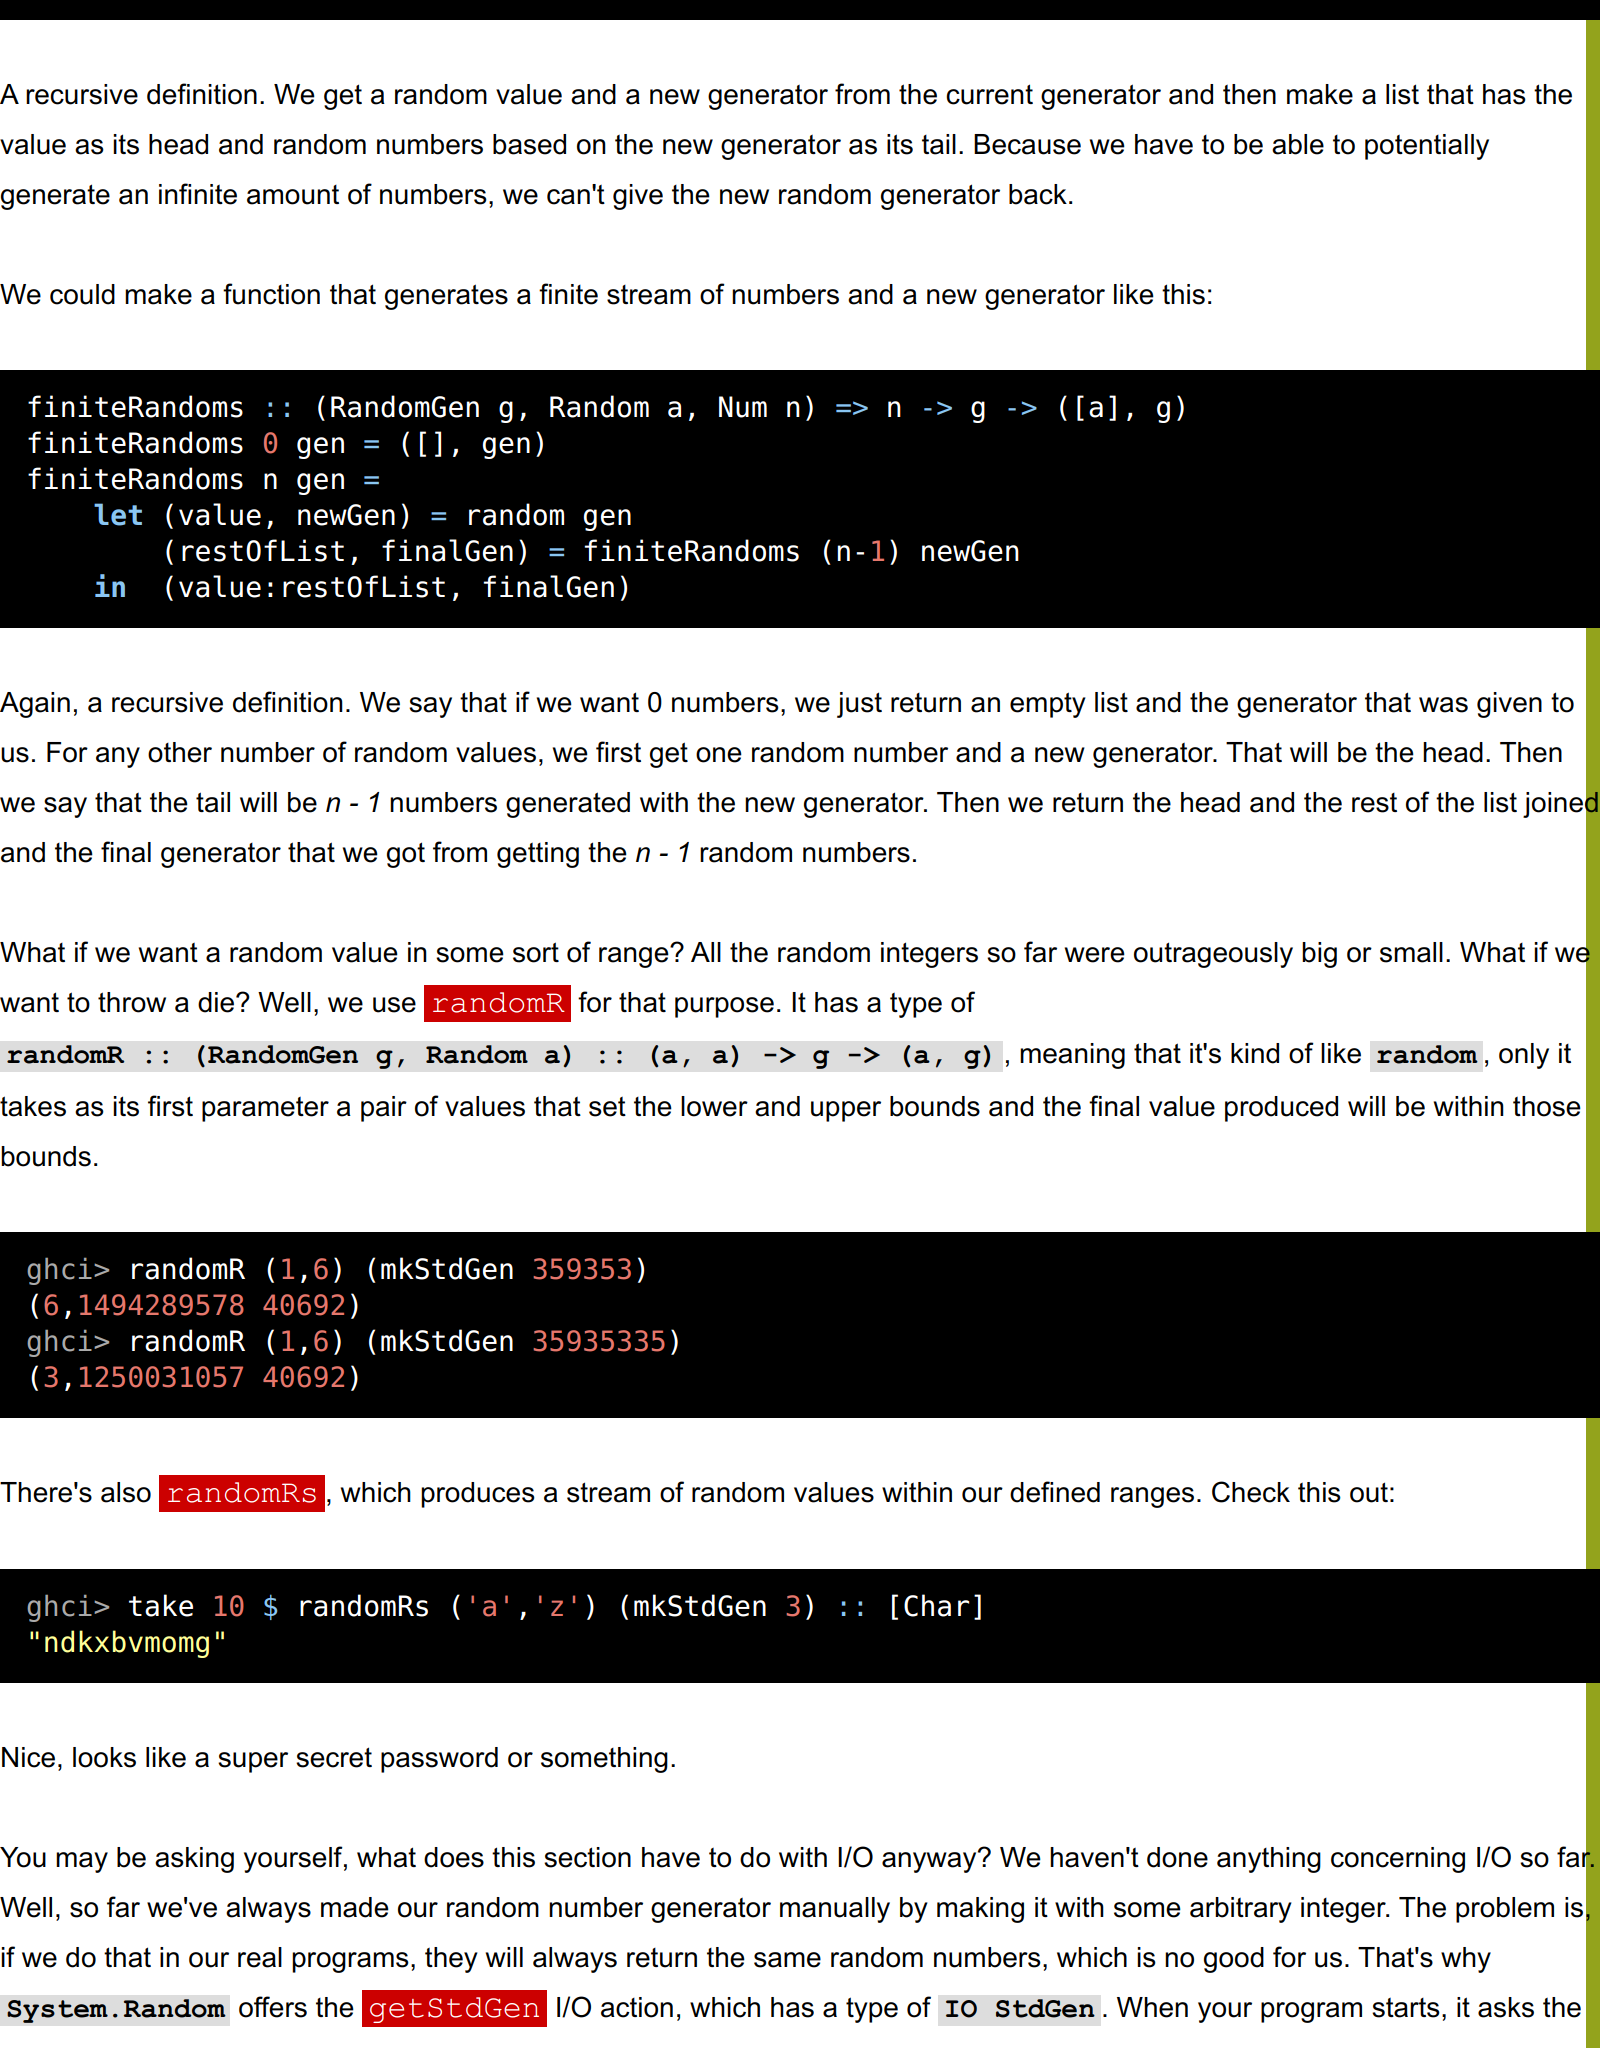 A recursive definition. We get a random value and a new generator from the current generator and then make a list that has the
value as its head and random numbers based on the new generator as its tail. Because we have to be able to potentially
generate an infinite amount of numbers, we can't give the new random generator back.
We could make a function that generates a finite stream of numbers and a new generator like this:
finiteRandoms :: (RandomGen g, Random a, Num n) => n -> g -> ([a], g)
finiteRandoms 0 gen = ([], gen)
finiteRandoms n gen =
    let (value, newGen) = random gen
        (restOfList, finalGen) = finiteRandoms (n-1) newGen
    in  (value:restOfList, finalGen)
Again, a recursive definition. We say that if we want 0 numbers, we just return an empty list and the generator that was given to
us. For any other number of random values, we first get one random number and a new generator. That will be the head. Then
we say that the tail will be n - 1 numbers generated with the new generator. Then we return the head and the rest of the list joined
and the final generator that we got from getting the n - 1 random numbers.
What if we want a random value in some sort of range? All the random integers so far were outrageously big or small. What if we
want to throw a die? Well, we use randomR for that purpose. It has a type of
randomR :: (RandomGen g, Random a) :: (a, a) -> g -> (a, g), meaning that it's kind of like random, only it
takes as its first parameter a pair of values that set the lower and upper bounds and the final value produced will be within those
bounds.
ghci> randomR (1,6) (mkStdGen 359353)
(6,1494289578 40692)
ghci> randomR (1,6) (mkStdGen 35935335)
(3,1250031057 40692)
There's also randomRs, which produces a stream of random values within our defined ranges. Check this out:
ghci> take 10 $ randomRs ('a','z') (mkStdGen 3) :: [Char]
"ndkxbvmomg"
Nice, looks like a super secret password or something.
You may be asking yourself, what does this section have to do with I/O anyway? We haven't done anything concerning I/O so far.
Well, so far we've always made our random number generator manually by making it with some arbitrary integer. The problem is,
if we do that in our real programs, they will always return the same random numbers, which is no good for us. That's why
System.Random offers the getStdGen I/O action, which has a type of IO StdGen. When your program starts, it asks the